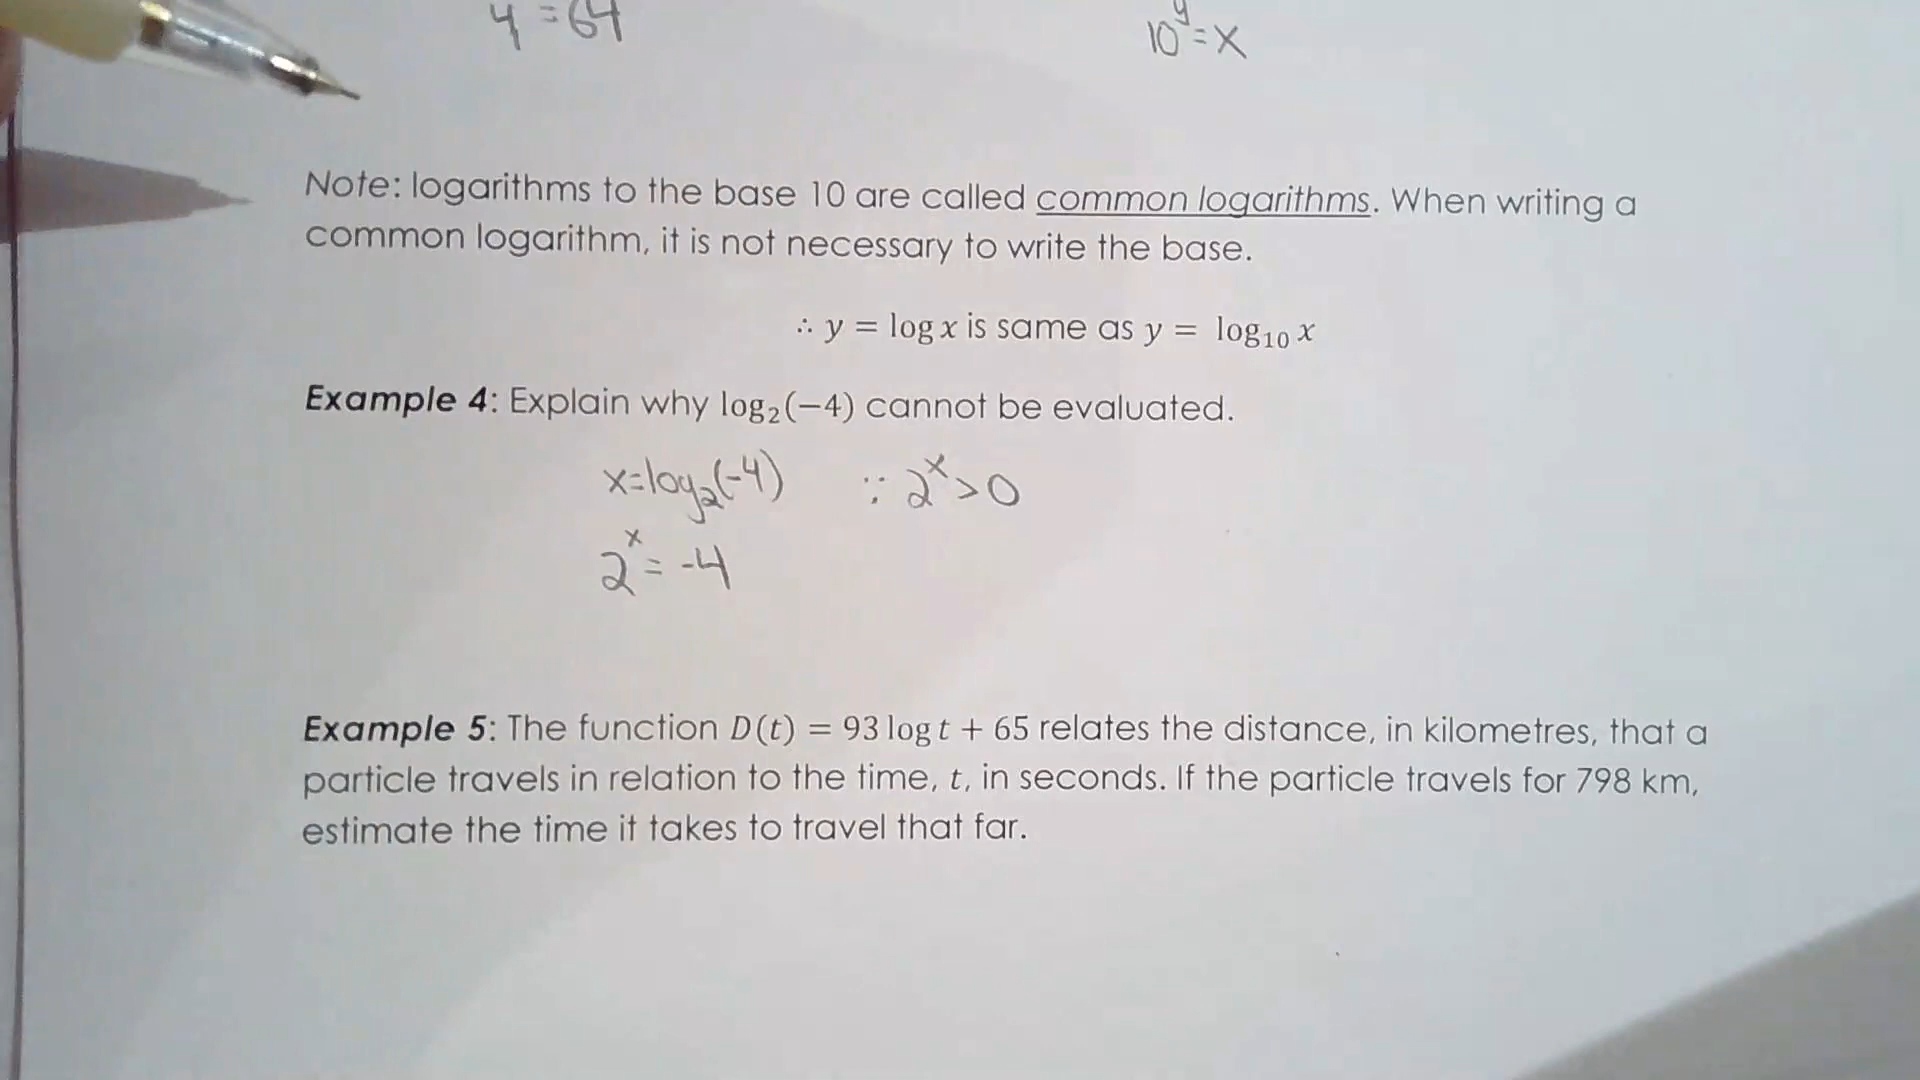 4 = 64
10^y = x
Note: logarithms to the base 10 are called common logarithms. When writing a
common logarithm, it is not necessary to write the base.
∴ y = log x is same as y = log₁₀ x
Example 4: Explain why log₂(−4) cannot be evaluated.
x=log₂(-4) ∵ 2^x > 0
2^x = -4
Example 5: The function D(t) = 93 log t + 65 relates the distance, in kilometres, that a
particle travels in relation to the time, t, in seconds. If the particle travels for 798 km,
estimate the time it takes to travel that far.